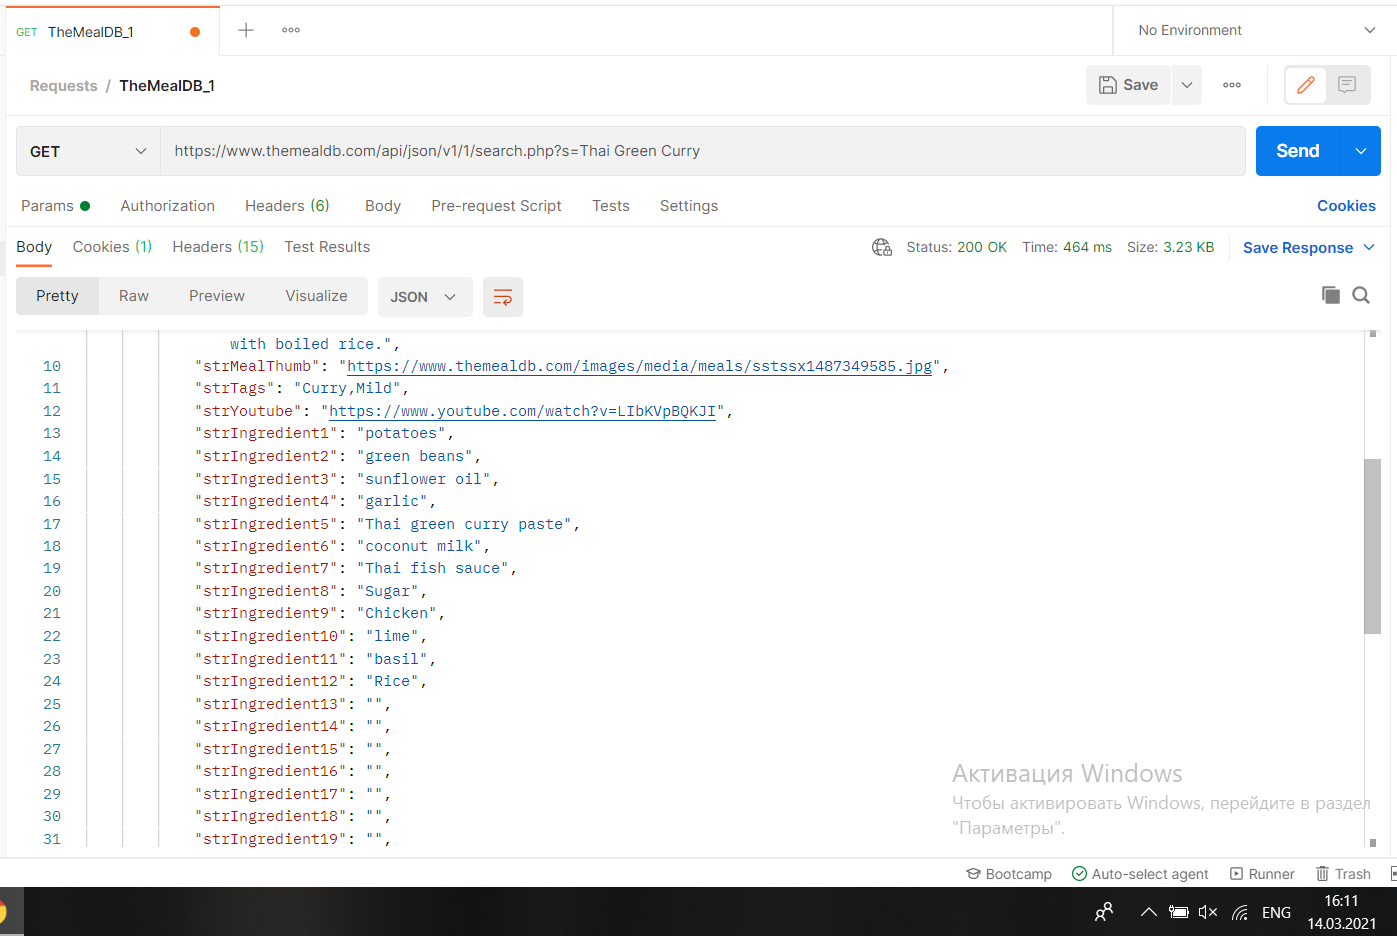 GET TheMealDB_1
No Environment
Requests / TheMealDB_1
Save
GET https://www.themealdb.com/api/json/v1/1/search.php?s=Thai Green Curry
Send
Params Authorization Headers (6) Body Pre-request Script Tests Settings Cookies
Body Cookies (1) Headers (15) Test Results Status: 200 OK Time: 464 ms Size: 3.23 KB Save Response
Pretty Raw Preview Visualize JSON
with boiled rice.",
10 "strMealThumb": "https://www.themealdb.com/images/media/meals/sstssx1487349585.jpg",
11 "strTags": "Curry,Mild",
12 "strYoutube": "https://www.youtube.com/watch?v=LIbKVpBQKJI",
13 "strIngredient1": "potatoes",
14 "strIngredient2": "green beans",
15 "strIngredient3": "sunflower oil",
16 "strIngredient4": "garlic",
17 "strIngredient5": "Thai green curry paste",
18 "strIngredient6": "coconut milk",
19 "strIngredient7": "Thai fish sauce",
20 "strIngredient8": "Sugar",
21 "strIngredient9": "Chicken",
22 "strIngredient10": "lime",
23 "strIngredient11": "basil",
24 "strIngredient12": "Rice",
25 "strIngredient13": "",
26 "strIngredient14": "",
27 "strIngredient15": "",
28 "strIngredient16": "",
29 "strIngredient17": "",
30 "strIngredient18": "",
31 "strIngredient19": "",
Активация Windows
Чтобы активировать Windows, перейдите в раздел
"Параметры".
Bootcamp Auto-select agent Runner Trash
ENG
16:11
14.03.2021